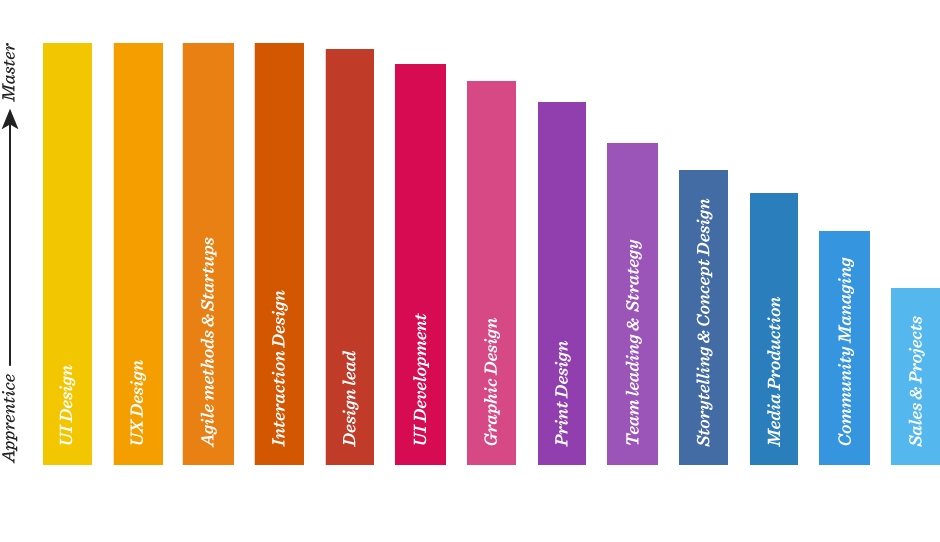 Master
Apprentice
UI Design
UX Design
Agile methods & Startups
Interaction Design
Design lead
UI Development
Graphic Design
Print Design
Team leading & Strategy
Storytelling & Concept Design
Media Production
Community Managing
Sales & Projects